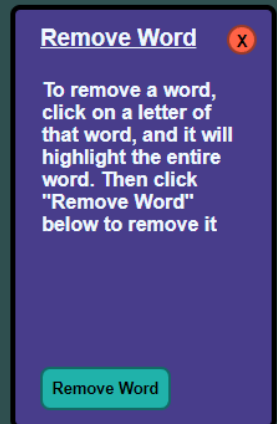 Remove Word
X
To remove a word,
click on a letter of
that word, and it will
highlight the entire
word. Then click
"Remove Word"
below to remove it
Remove Word